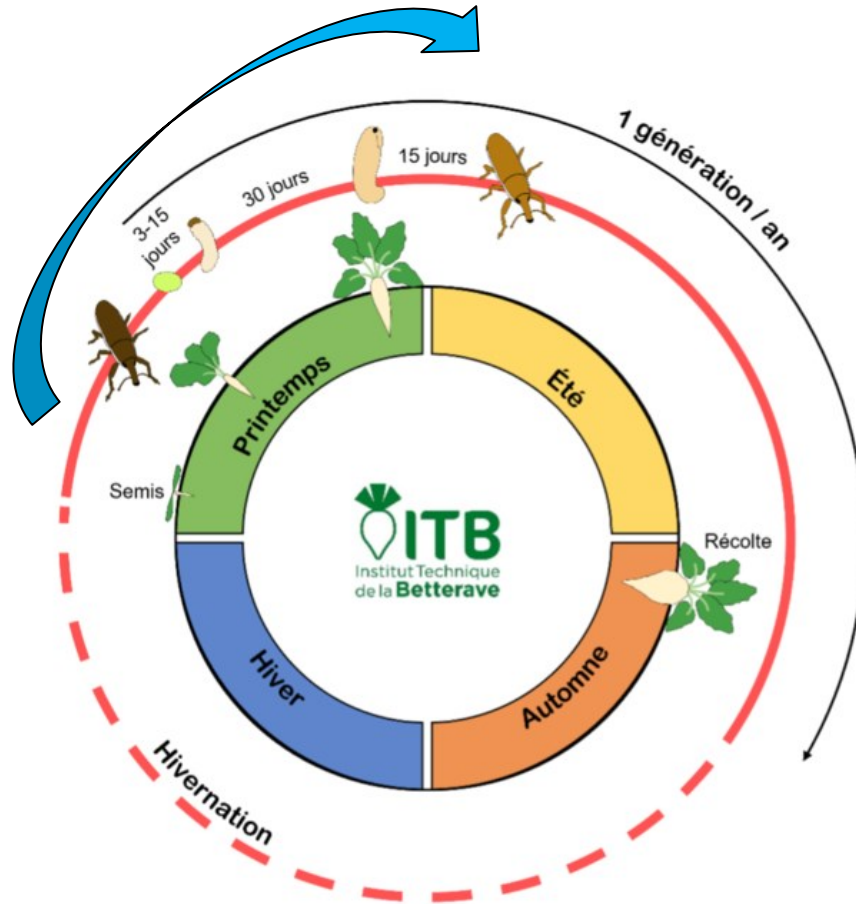 1 génération / an
15 jours
30 jours
3-15
jours
Printemps
Été
Semis
ITB
Institut Technique
de la Betterave
Récolte
Hiver
Automne
Hivernation